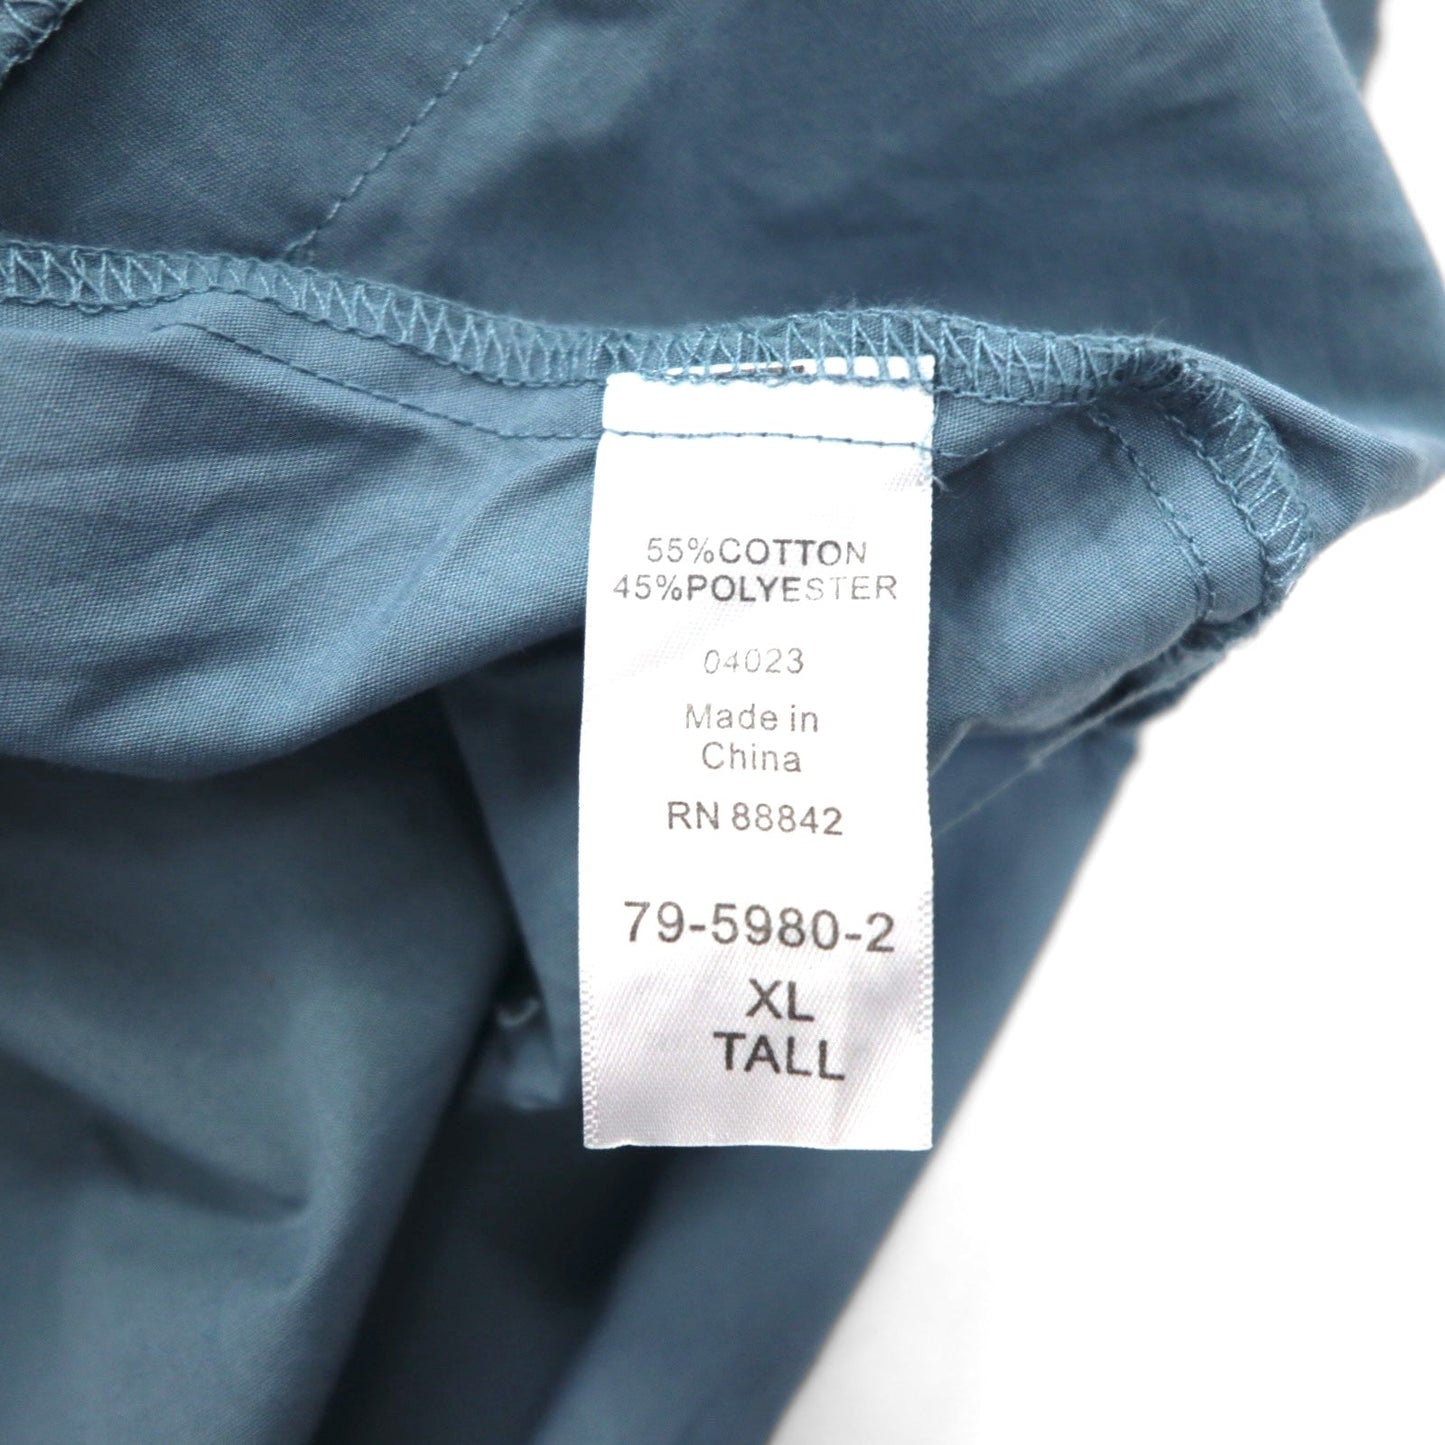 55%COTTON
45%POLYESTER
04023
Made in
China
RN 88842
79-5980-2
XL
TALL